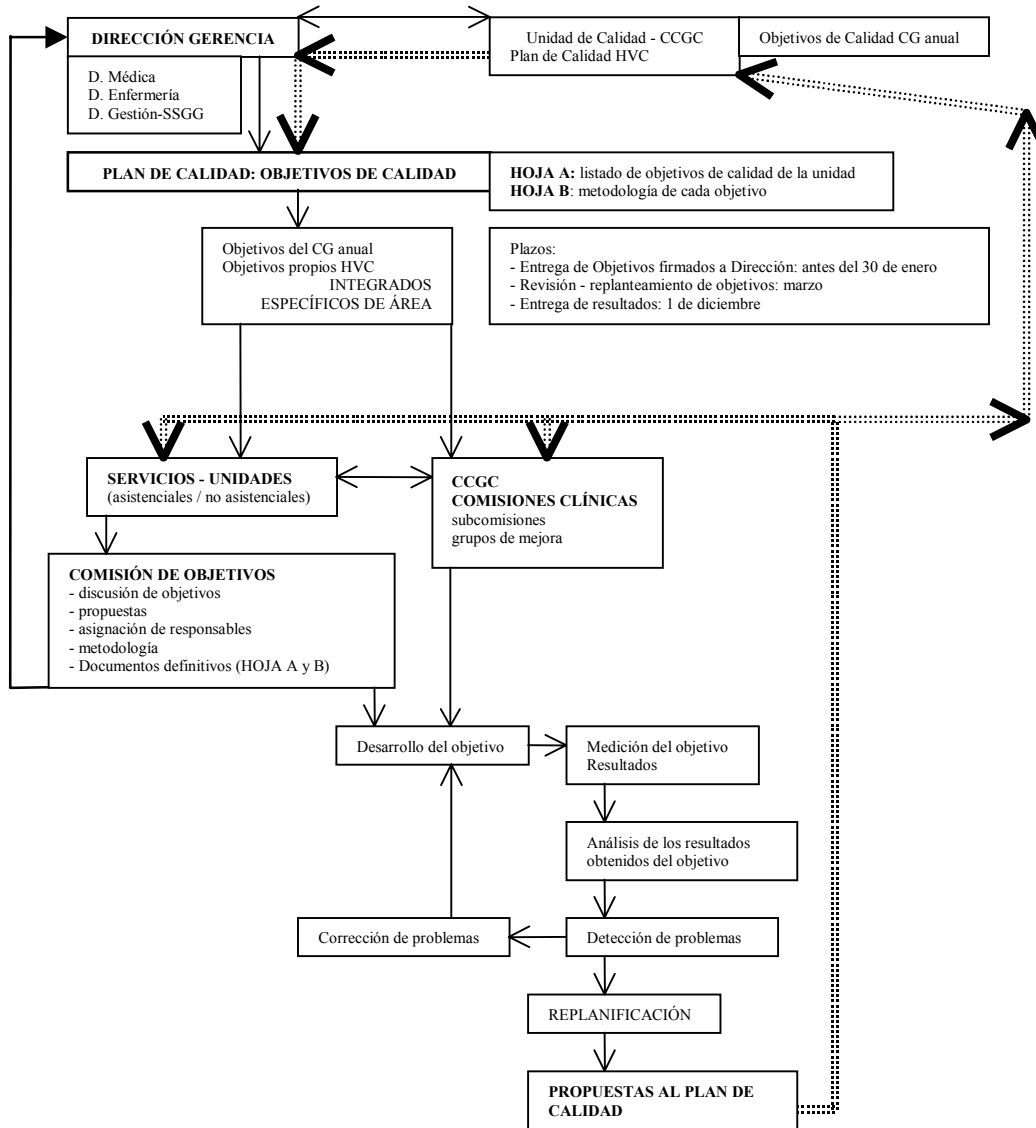 DIRECCIÓN GERENCIA
D. Médica
D. Enfermería
D. Gestión-SSGG
Unidad de Calidad - CCGC
Plan de Calidad HVC
Objetivos de Calidad CG anual
PLAN DE CALIDAD: OBJETIVOS DE CALIDAD
HOJA A: listado de objetivos de calidad de la unidad
HOJA B: metodología de cada objetivo
Objetivos del CG anual
Objetivos propios HVC
INTEGRADOS
ESPECÍFICOS DE ÁREA
Plazos:
- Entrega de Objetivos firmados a Dirección: antes del 30 de enero
- Revisión - replanteamiento de objetivos: marzo
- Entrega de resultados: 1 de diciembre
SERVICIOS - UNIDADES
(asistenciales / no asistenciales)
CCGC
COMISIONES CLÍNICAS
subcomisiones
grupos de mejora
COMISIÓN DE OBJETIVOS
- discusión de objetivos
- propuestas
- asignación de responsables
- metodología
- Documentos definitivos (HOJA A y B)
Desarrollo del objetivo
Medición del objetivo
Resultados
Análisis de los resultados
obtenidos del objetivo
Corrección de problemas
Detección de problemas
REPLANIFICACIÓN
PROPUESTAS AL PLAN DE
CALIDAD